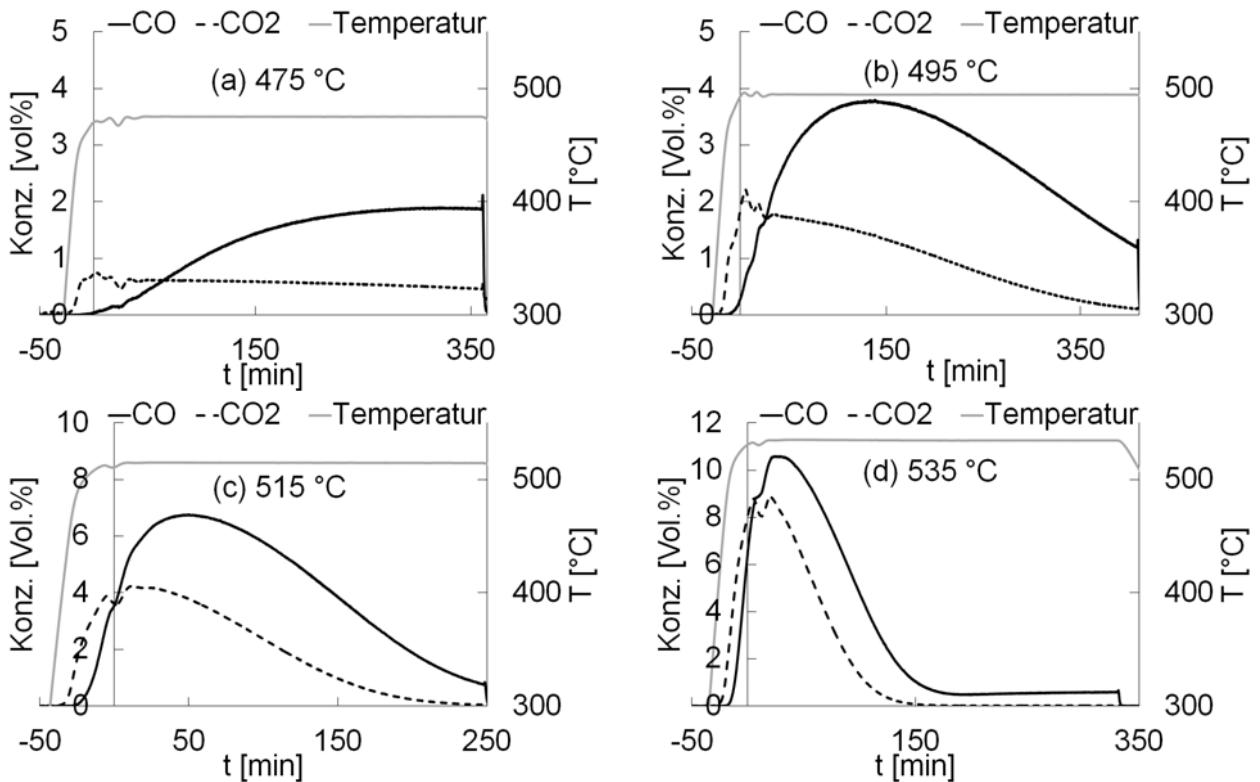 CO CO2 Temperatur
5
4
3
2
1
0
Konz. [vol%]
(a) 475 °C
500
400
300
T [°C]
-50 150 350
t [min]
CO CO2 Temperatur
5
4
3
2
1
0
Konz. [Vol.%]
(b) 495 °C
500
400
300
T [°C]
-50 150 350
t [min]
CO CO2 Temperatur
10
8
6
4
2
0
Konz. [Vol.%]
(c) 515 °C
500
400
300
T [°C]
-50 50 150 250
t [min]
CO CO2 Temperatur
12
10
8
6
4
2
0
Konz. [Vol.%]
(d) 535 °C
500
400
300
T [°C]
-50 150 350
t [min]